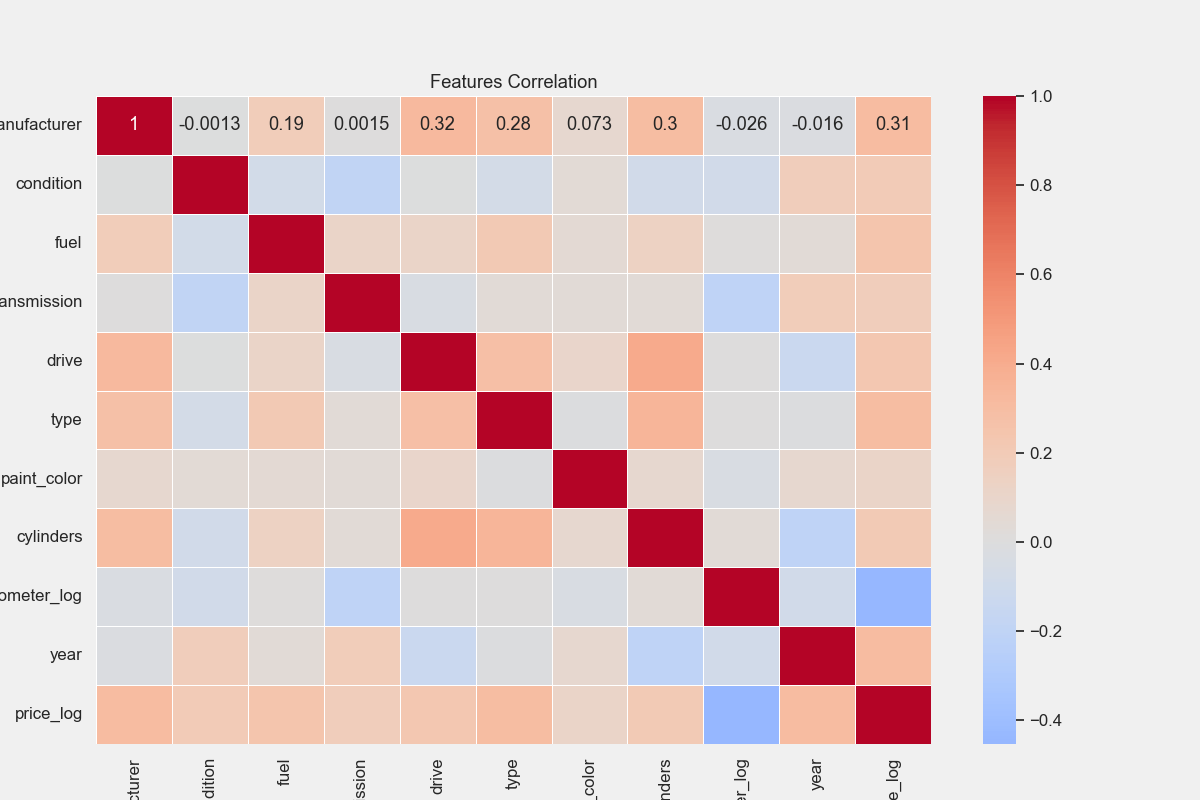 Features Correlation
anufacturer 1 -0.0013 0.19 0.0015 0.32 0.28 0.073 0.3 -0.026 -0.016 0.31
condition
fuel
ansmission
drive
type
paint_color
cylinders
ometer_log
year
price_log
cturer dition fuel ssion drive type _color nders er_log year e_log
1.0
0.8
0.6
0.4
0.2
0.0
−0.2
−0.4